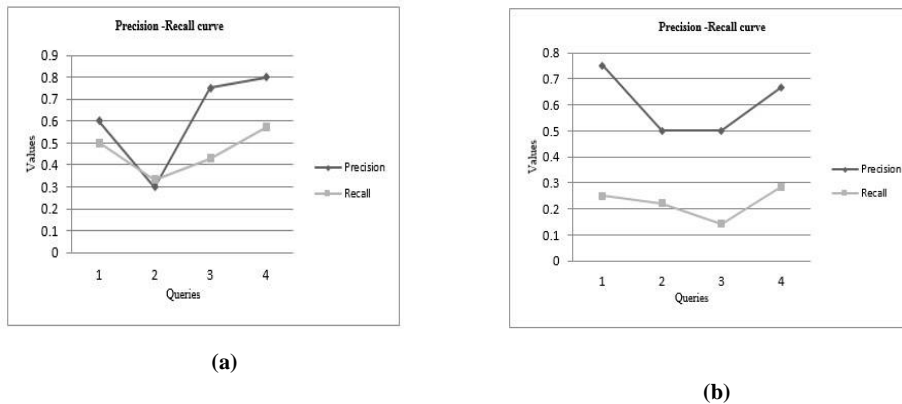 Precision -Recall curve
0.9
0.8
0.7
0.6
0.5
0.4
0.3
0.2
0.1
0
Values
1 2 3 4
Queries
Precision
Recall
(a)
Precision -Recall curve
0.8
0.7
0.6
0.5
0.4
0.3
0.2
0.1
0
Values
1 2 3 4
Queries
Precision
Recall
(b)